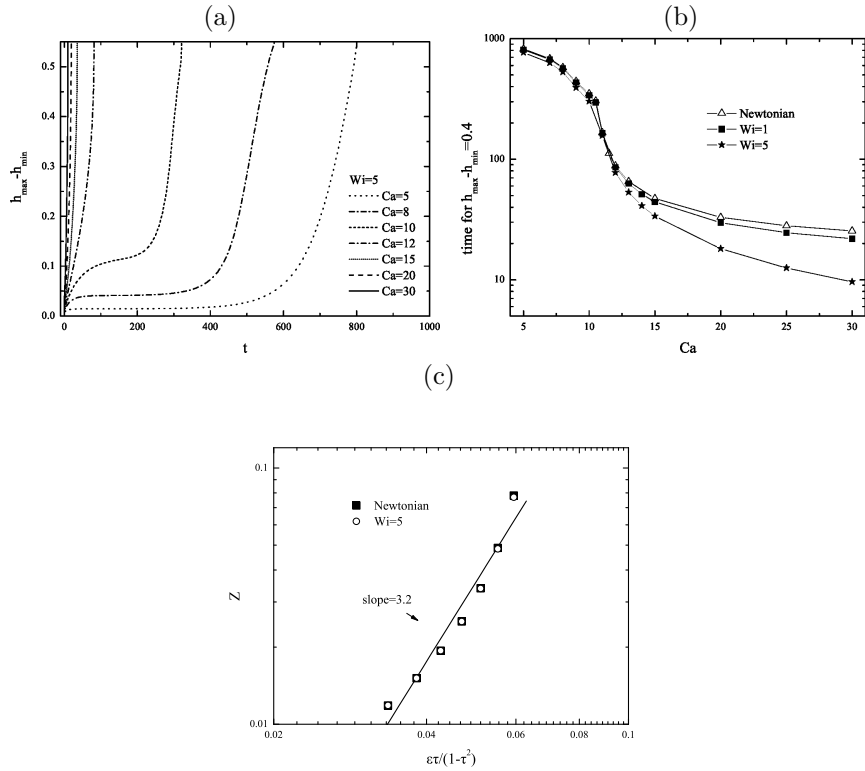 (a)
0.5
0.4
0.3
0.2
0.1
0.0
h_max-h_min
Wi=5
Ca=5
Ca=8
Ca=10
Ca=12
Ca=15
Ca=20
Ca=30
0
200
400
600
800
1000
t
(b)
1000
100
10
time for h_max-h_min=0.4
Newtonian
Wi=1
Wi=5
5
10
15
20
25
30
Ca
(c)
0.1
0.01
Z
Newtonian
Wi=5
slope=3.2
0.02
0.04
0.06
0.1
ετ/(1-τ²)